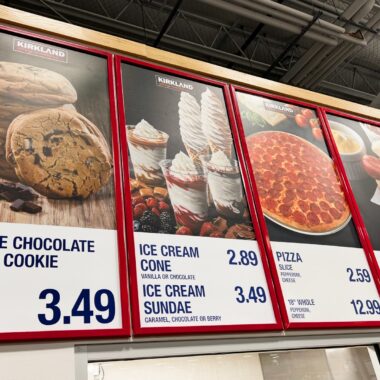 KIRKLAND
E CHOCOLATE
COOKIE
3.49
KIRKLAND
ICE CREAM
CONE 2.89
VANILLA OR CHOCOLATE
ICE CREAM
SUNDAE 3.49
CARAMEL, CHOCOLATE OR BERRY
KIRKLAND
PIZZA
SLICE 2.59
PEPPERONI,
CHEESE
18" WHOLE 12.99
PEPPERONI,
CHEESE